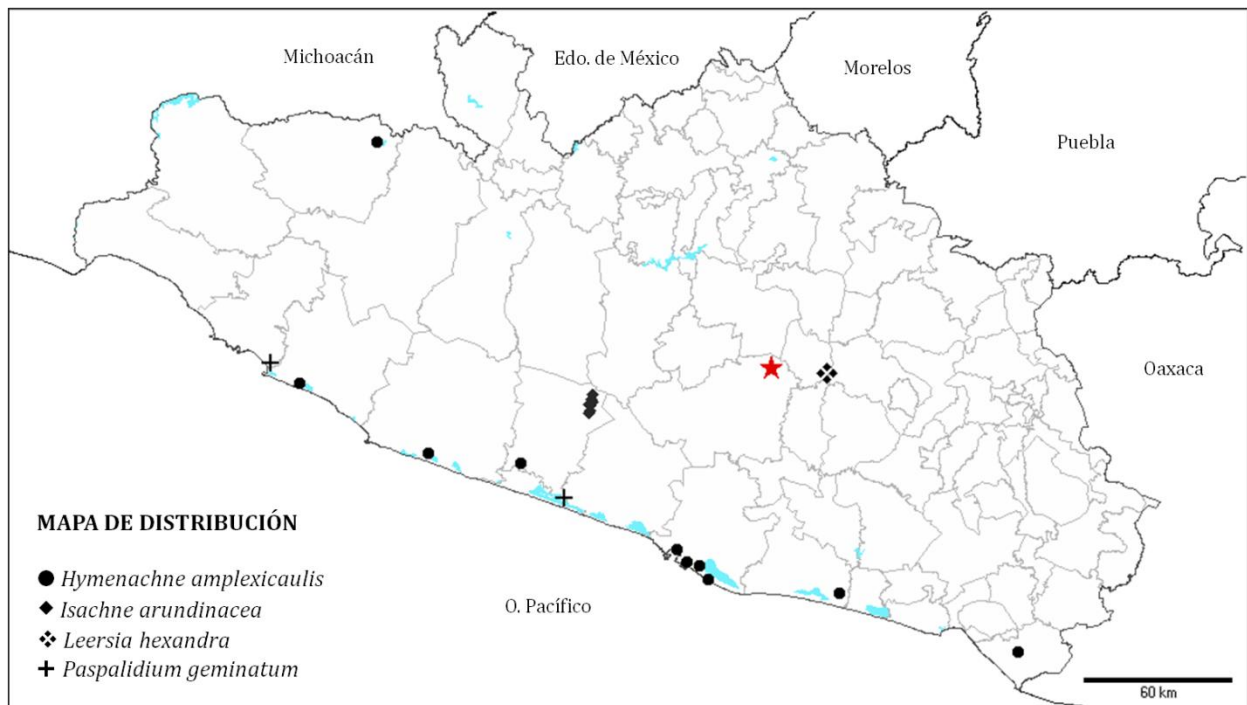 Michoacán
Edo. de México
Morelos
Puebla
Oaxaca
MAPA DE DISTRIBUCIÓN
Hymenachne amplexicaulis
Isachne arundinacea
Leersia hexandra
Paspalidium geminatum
O. Pacífico
60 km